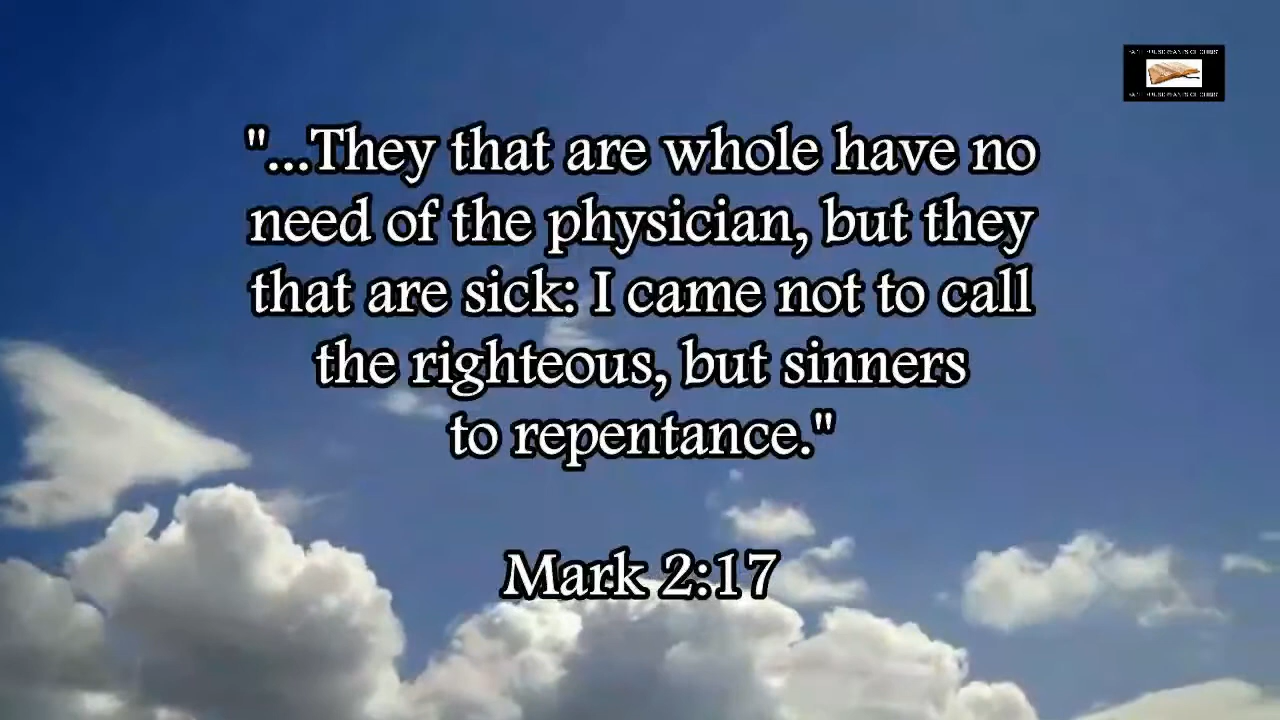 "...They that are whole have no
need of the physician, but they
that are sick: I came not to call
the righteous, but sinners
to repentance."
Mark 2:17